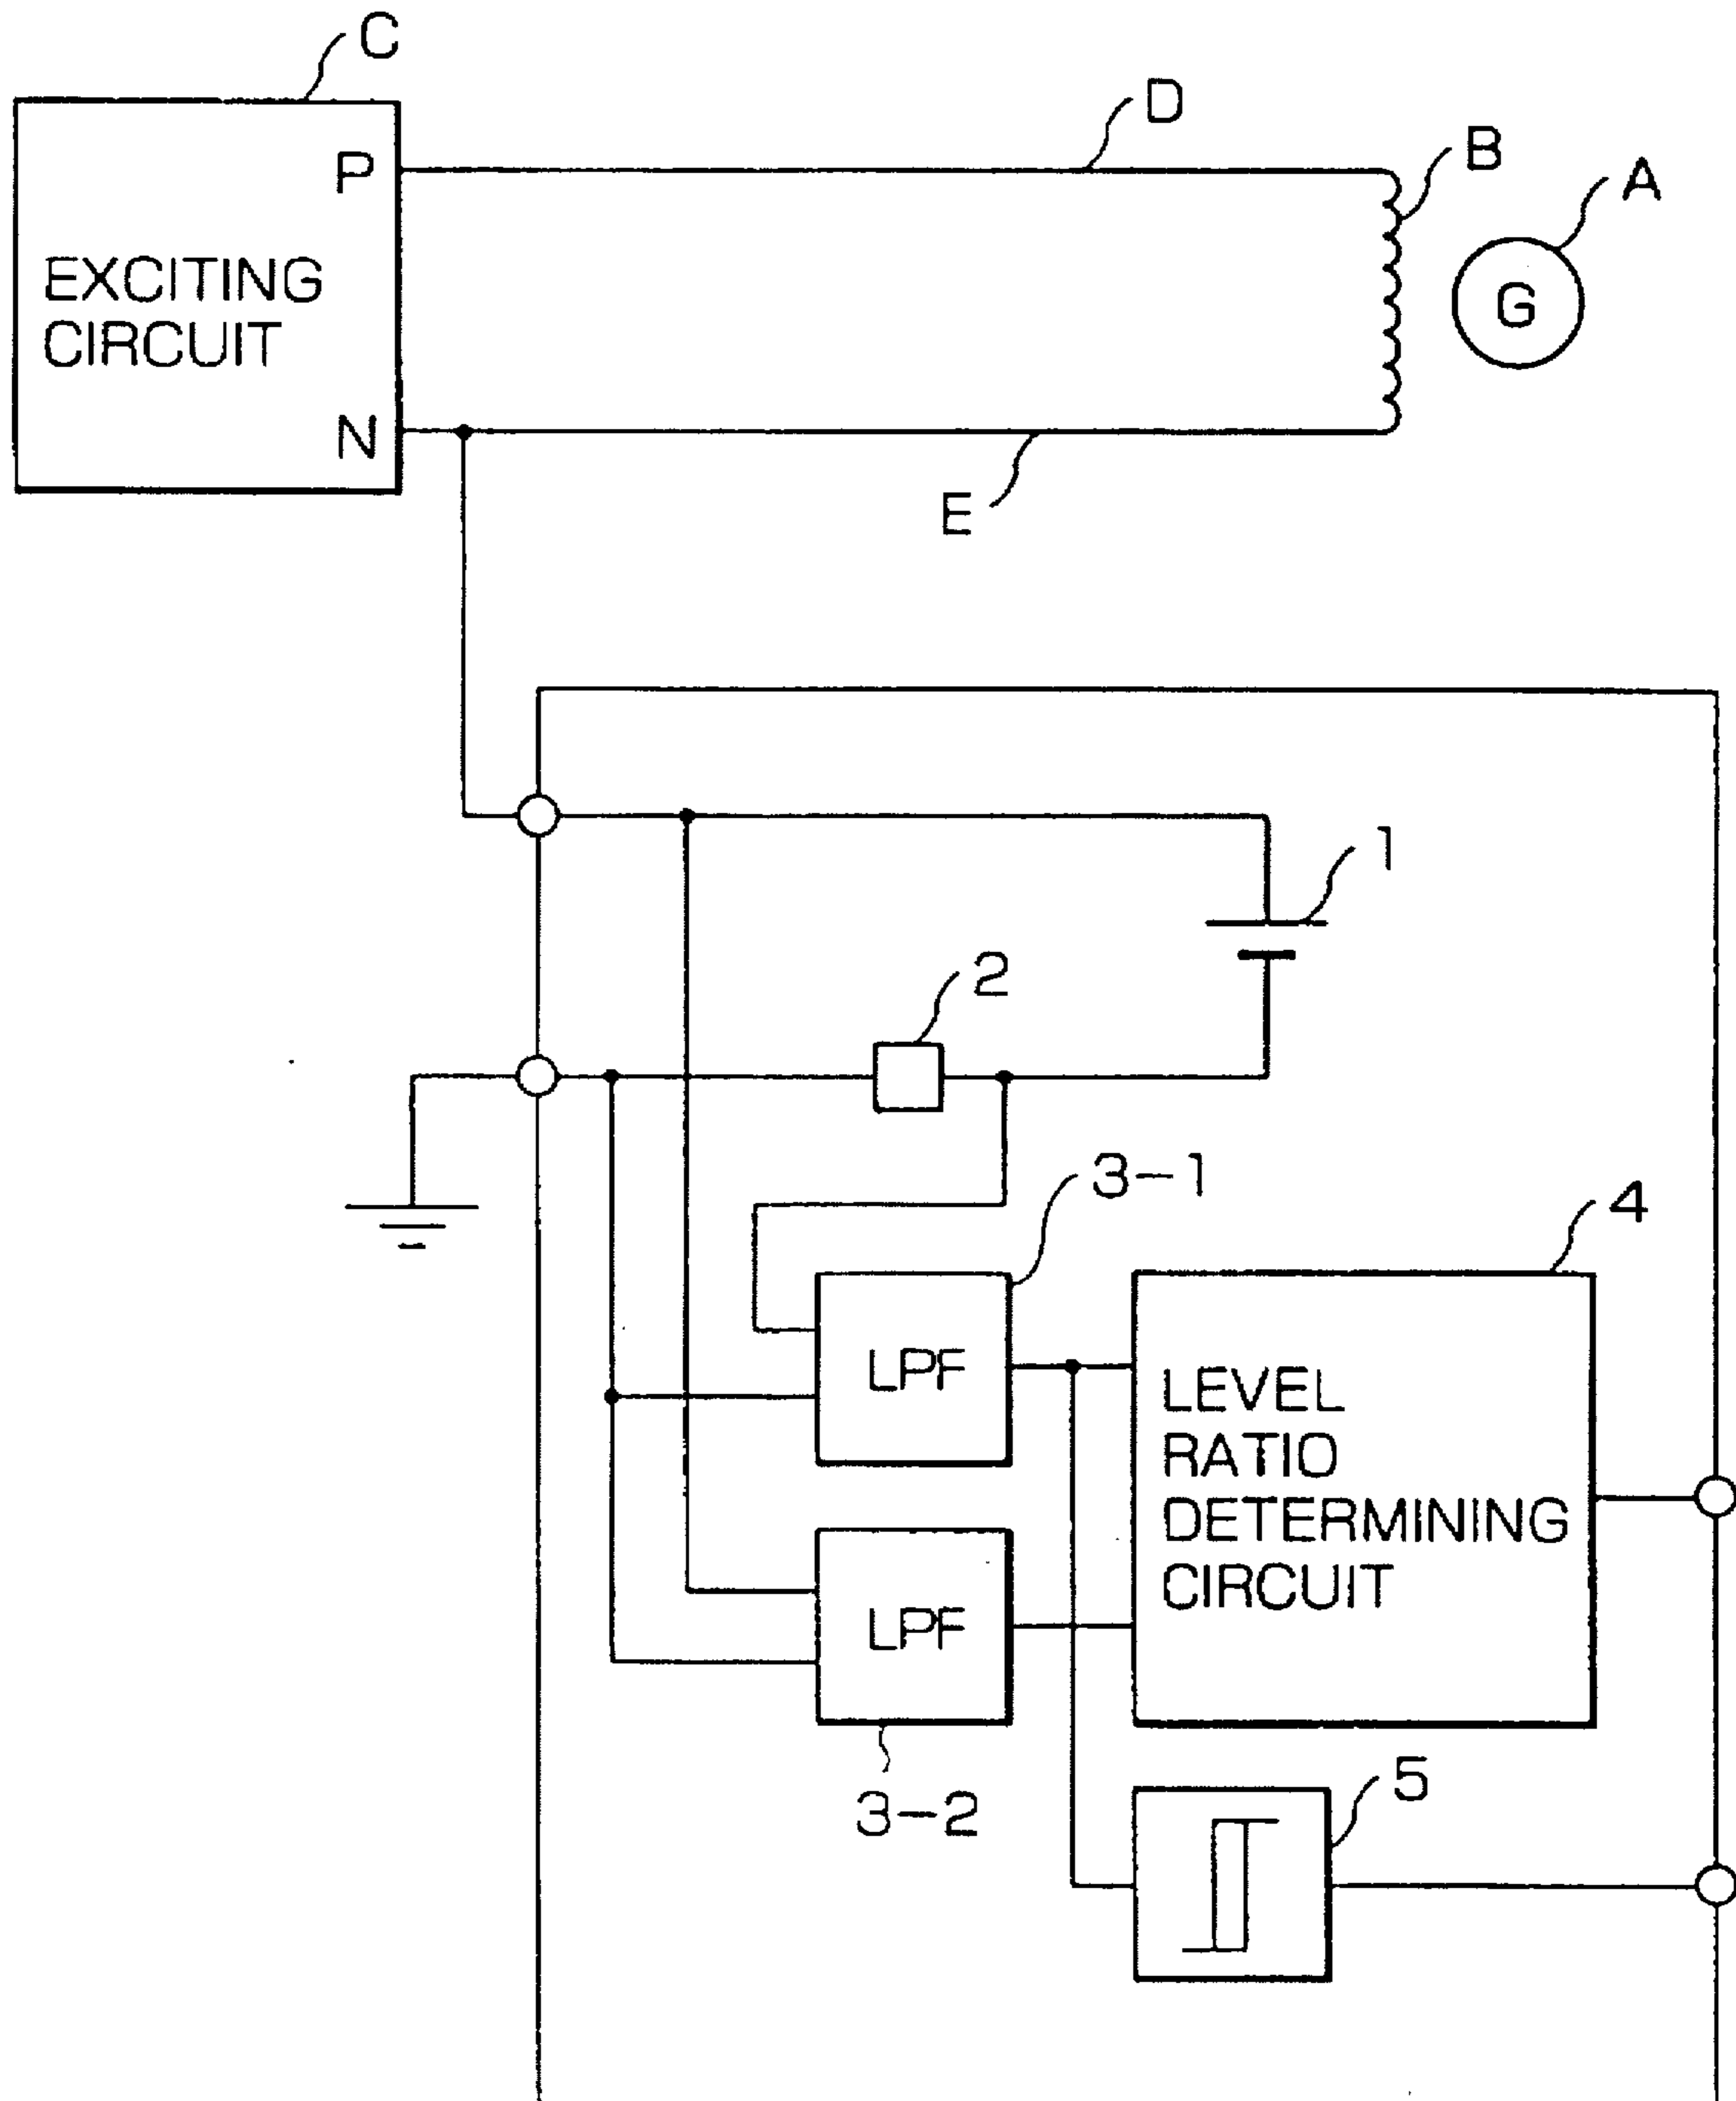 C
D
B
A
P
EXCITING
CIRCUIT
G
N
E
1
2
3-1
4
LPF
LEVEL
RATIO
DETERMINING
CIRCUIT
LPF
3-2
5